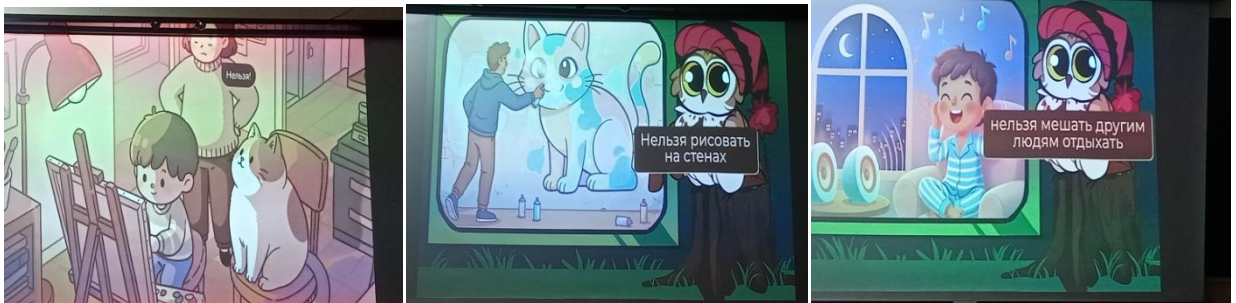 Нельзя!
Нельзя рисовать
на стенах
нельзя мешать другим
людям отдыхать